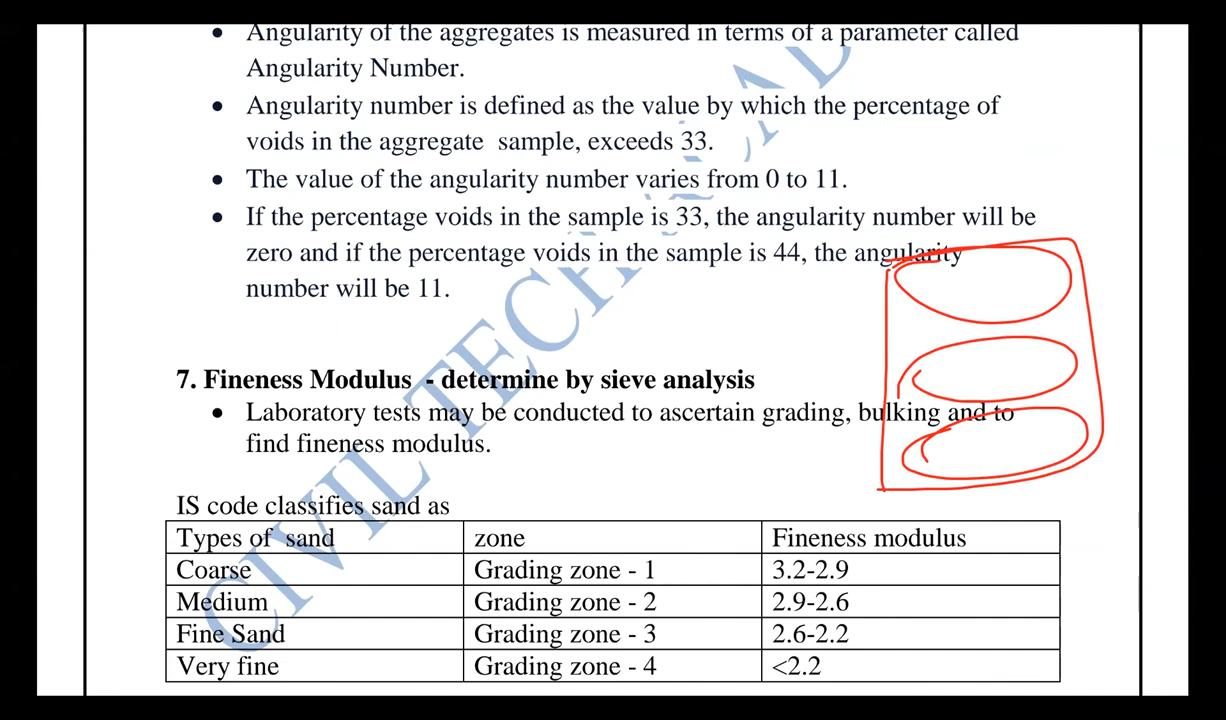 Angularity of the aggregates is measured in terms of a parameter called
Angularity Number.
Angularity number is defined as the value by which the percentage of
voids in the aggregate sample, exceeds 33.
The value of the angularity number varies from 0 to 11.
If the percentage voids in the sample is 33, the angularity number will be
zero and if the percentage voids in the sample is 44, the angularity
number will be 11.
7. Fineness Modulus - determine by sieve analysis
Laboratory tests may be conducted to ascertain grading, bulking and to
find fineness modulus.
IS code classifies sand as
Types of sand zone Fineness modulus
Coarse Grading zone - 1 3.2-2.9
Medium Grading zone - 2 2.9-2.6
Fine Sand Grading zone - 3 2.6-2.2
Very fine Grading zone - 4 <2.2